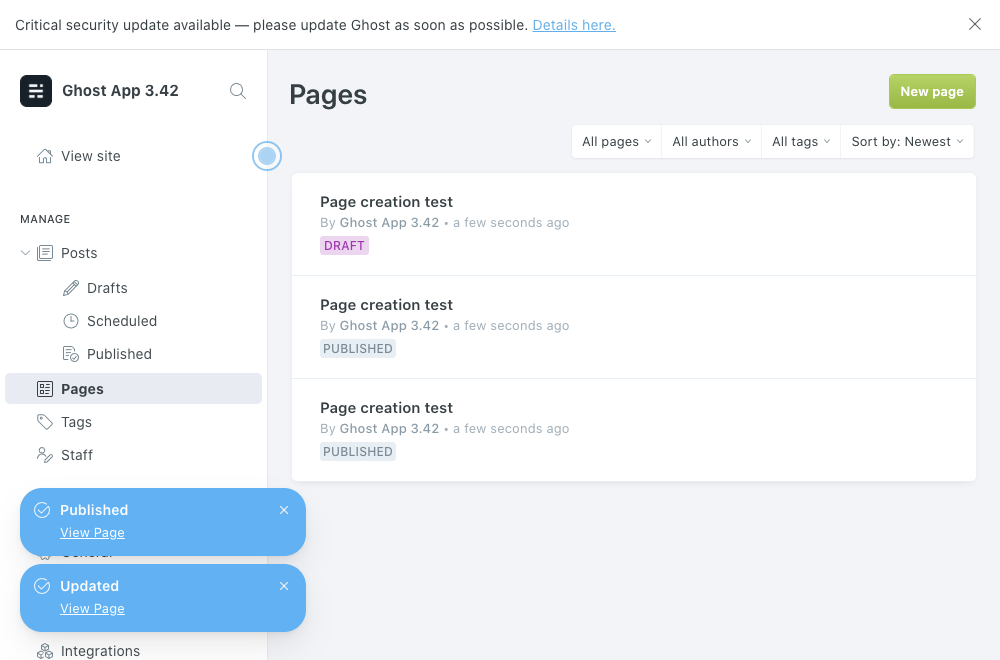 Critical security update available — please update Ghost as soon as possible. Details here.
Ghost App 3.42
View site
MANAGE
Posts
Drafts
Scheduled
Published
Pages
Tags
Staff
Published
View Page
Updated
View Page
Integrations
Pages
New page
All pages
All authors
All tags
Sort by: Newest
Page creation test
By Ghost App 3.42 • a few seconds ago
DRAFT
Page creation test
By Ghost App 3.42 • a few seconds ago
PUBLISHED
Page creation test
By Ghost App 3.42 • a few seconds ago
PUBLISHED